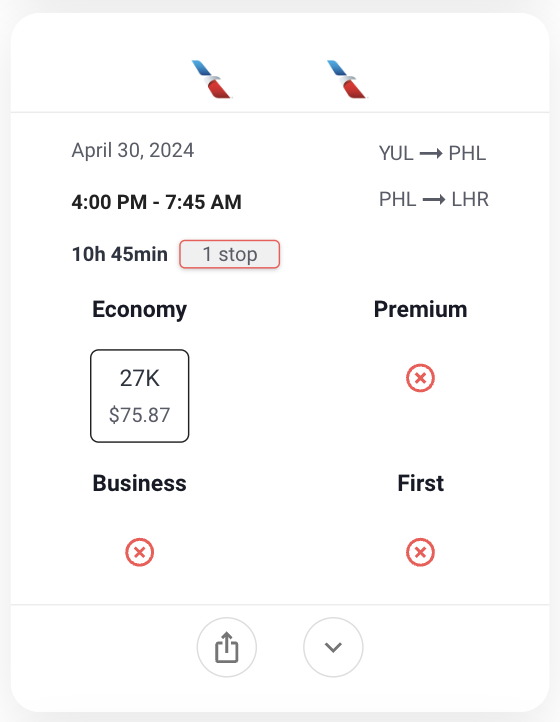 April 30, 2024
YUL → PHL
4:00 PM - 7:45 AM
PHL → LHR
10h 45min 1 stop
Economy
Premium
27K
$75.87
Business
First